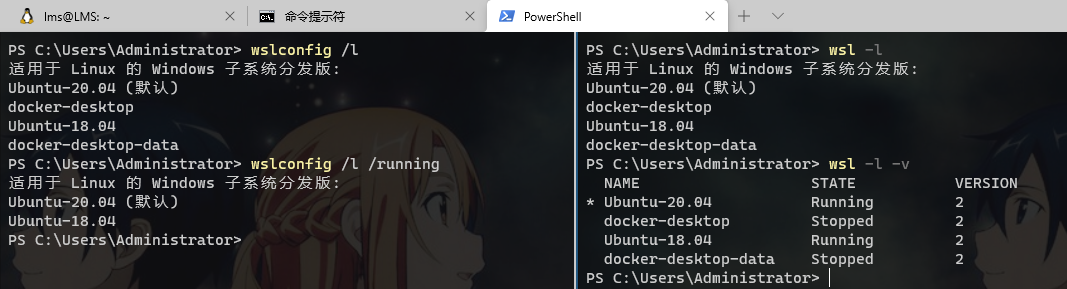 lms@LMS: ~
命令提示符
PowerShell
PS C:\Users\Administrator> wslconfig /l
适用于 Linux 的 Windows 子系统分发版:
Ubuntu-20.04 (默认)
docker-desktop
Ubuntu-18.04
docker-desktop-data
PS C:\Users\Administrator> wslconfig /l /running
适用于 Linux 的 Windows 子系统分发版:
Ubuntu-20.04 (默认)
Ubuntu-18.04
PS C:\Users\Administrator>
PS C:\Users\Administrator> wsl -l
适用于 Linux 的 Windows 子系统分发版:
Ubuntu-20.04 (默认)
docker-desktop
Ubuntu-18.04
docker-desktop-data
PS C:\Users\Administrator> wsl -l -v
NAME STATE VERSION
* Ubuntu-20.04 Running 2
docker-desktop Stopped 2
Ubuntu-18.04 Running 2
docker-desktop-data Stopped 2
PS C:\Users\Administrator>